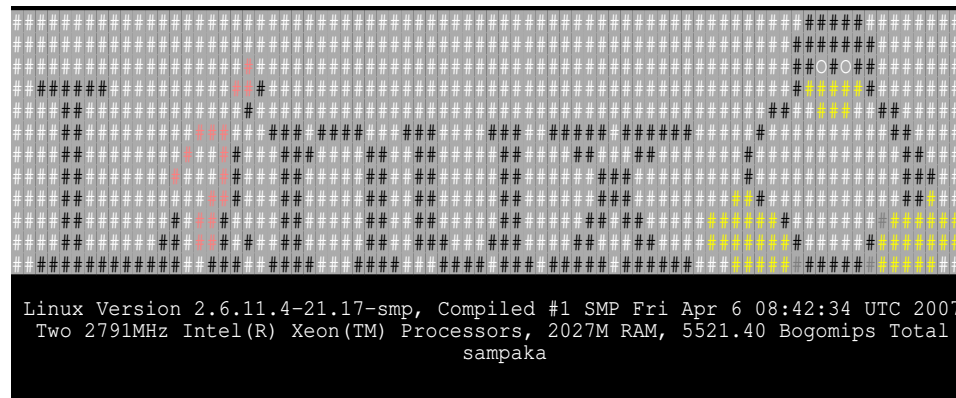 Linux Version 2.6.11.4-21.17-smp, Compiled #1 SMP Fri Apr 6 08:42:34 UTC 2007
Two 2791MHz Intel(R) Xeon(TM) Processors, 2027M RAM, 5521.40 Bogomips Total
sampaka